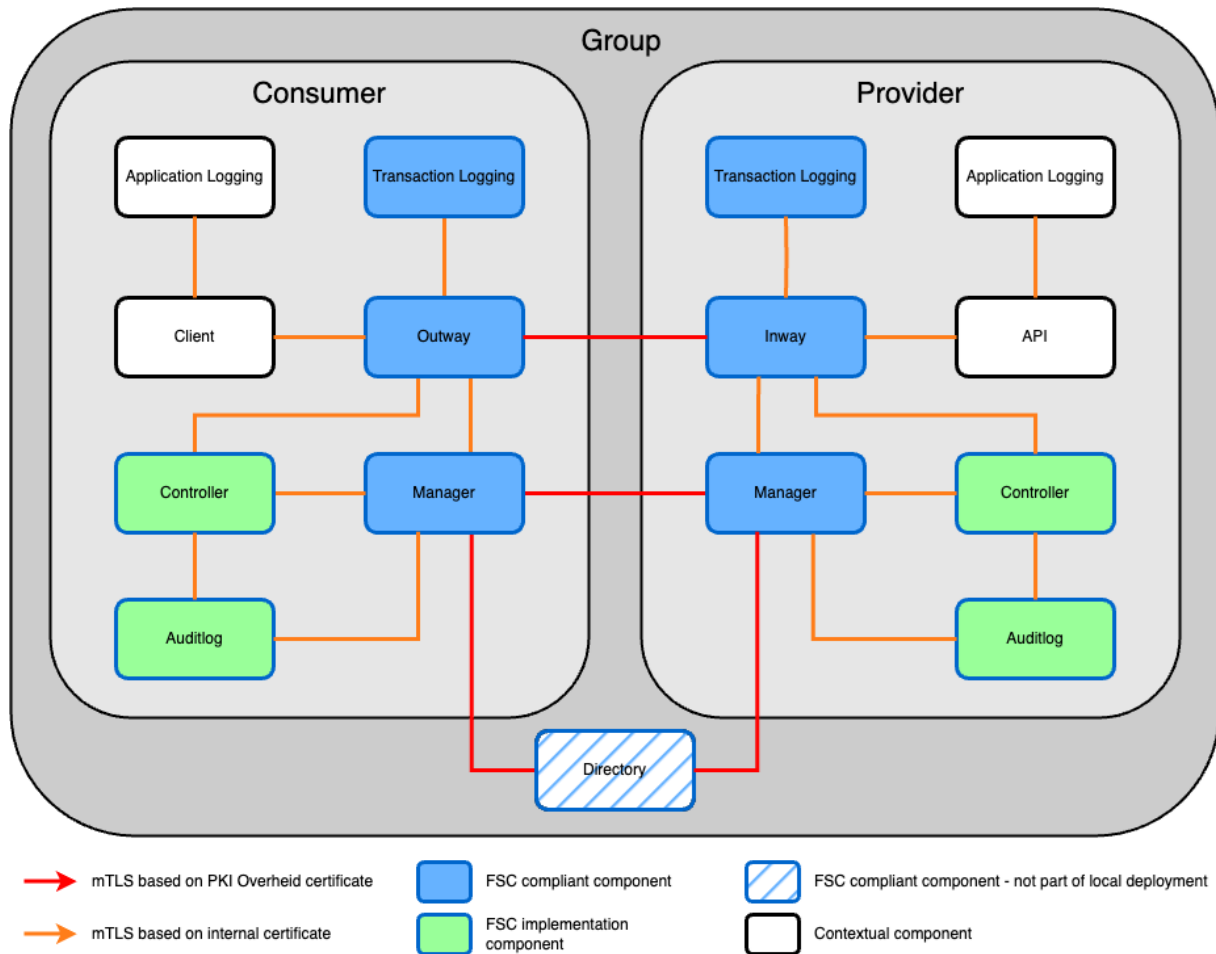 Group
Consumer
Provider
Application Logging
Transaction Logging
Transaction Logging
Application Logging
Client
Outway
Inway
API
Controller
Manager
Manager
Controller
Auditlog
Auditlog
Directory
mTLS based on PKI Overheid certificate
FSC compliant component
FSC compliant component - not part of local deployment
mTLS based on internal certificate
FSC implementation
component
Contextual component